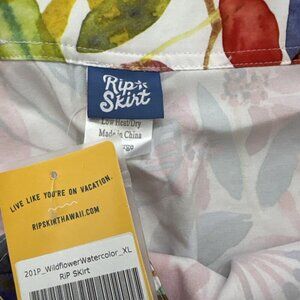 Rip
Skirt
Low Heat/Dry
Made in China
LIVE LIKE YOU'RE ON VACATION.
RIPSKIRTHAWAII.COM
201P_WildflowerWatercolor_XL
RIP SKirt